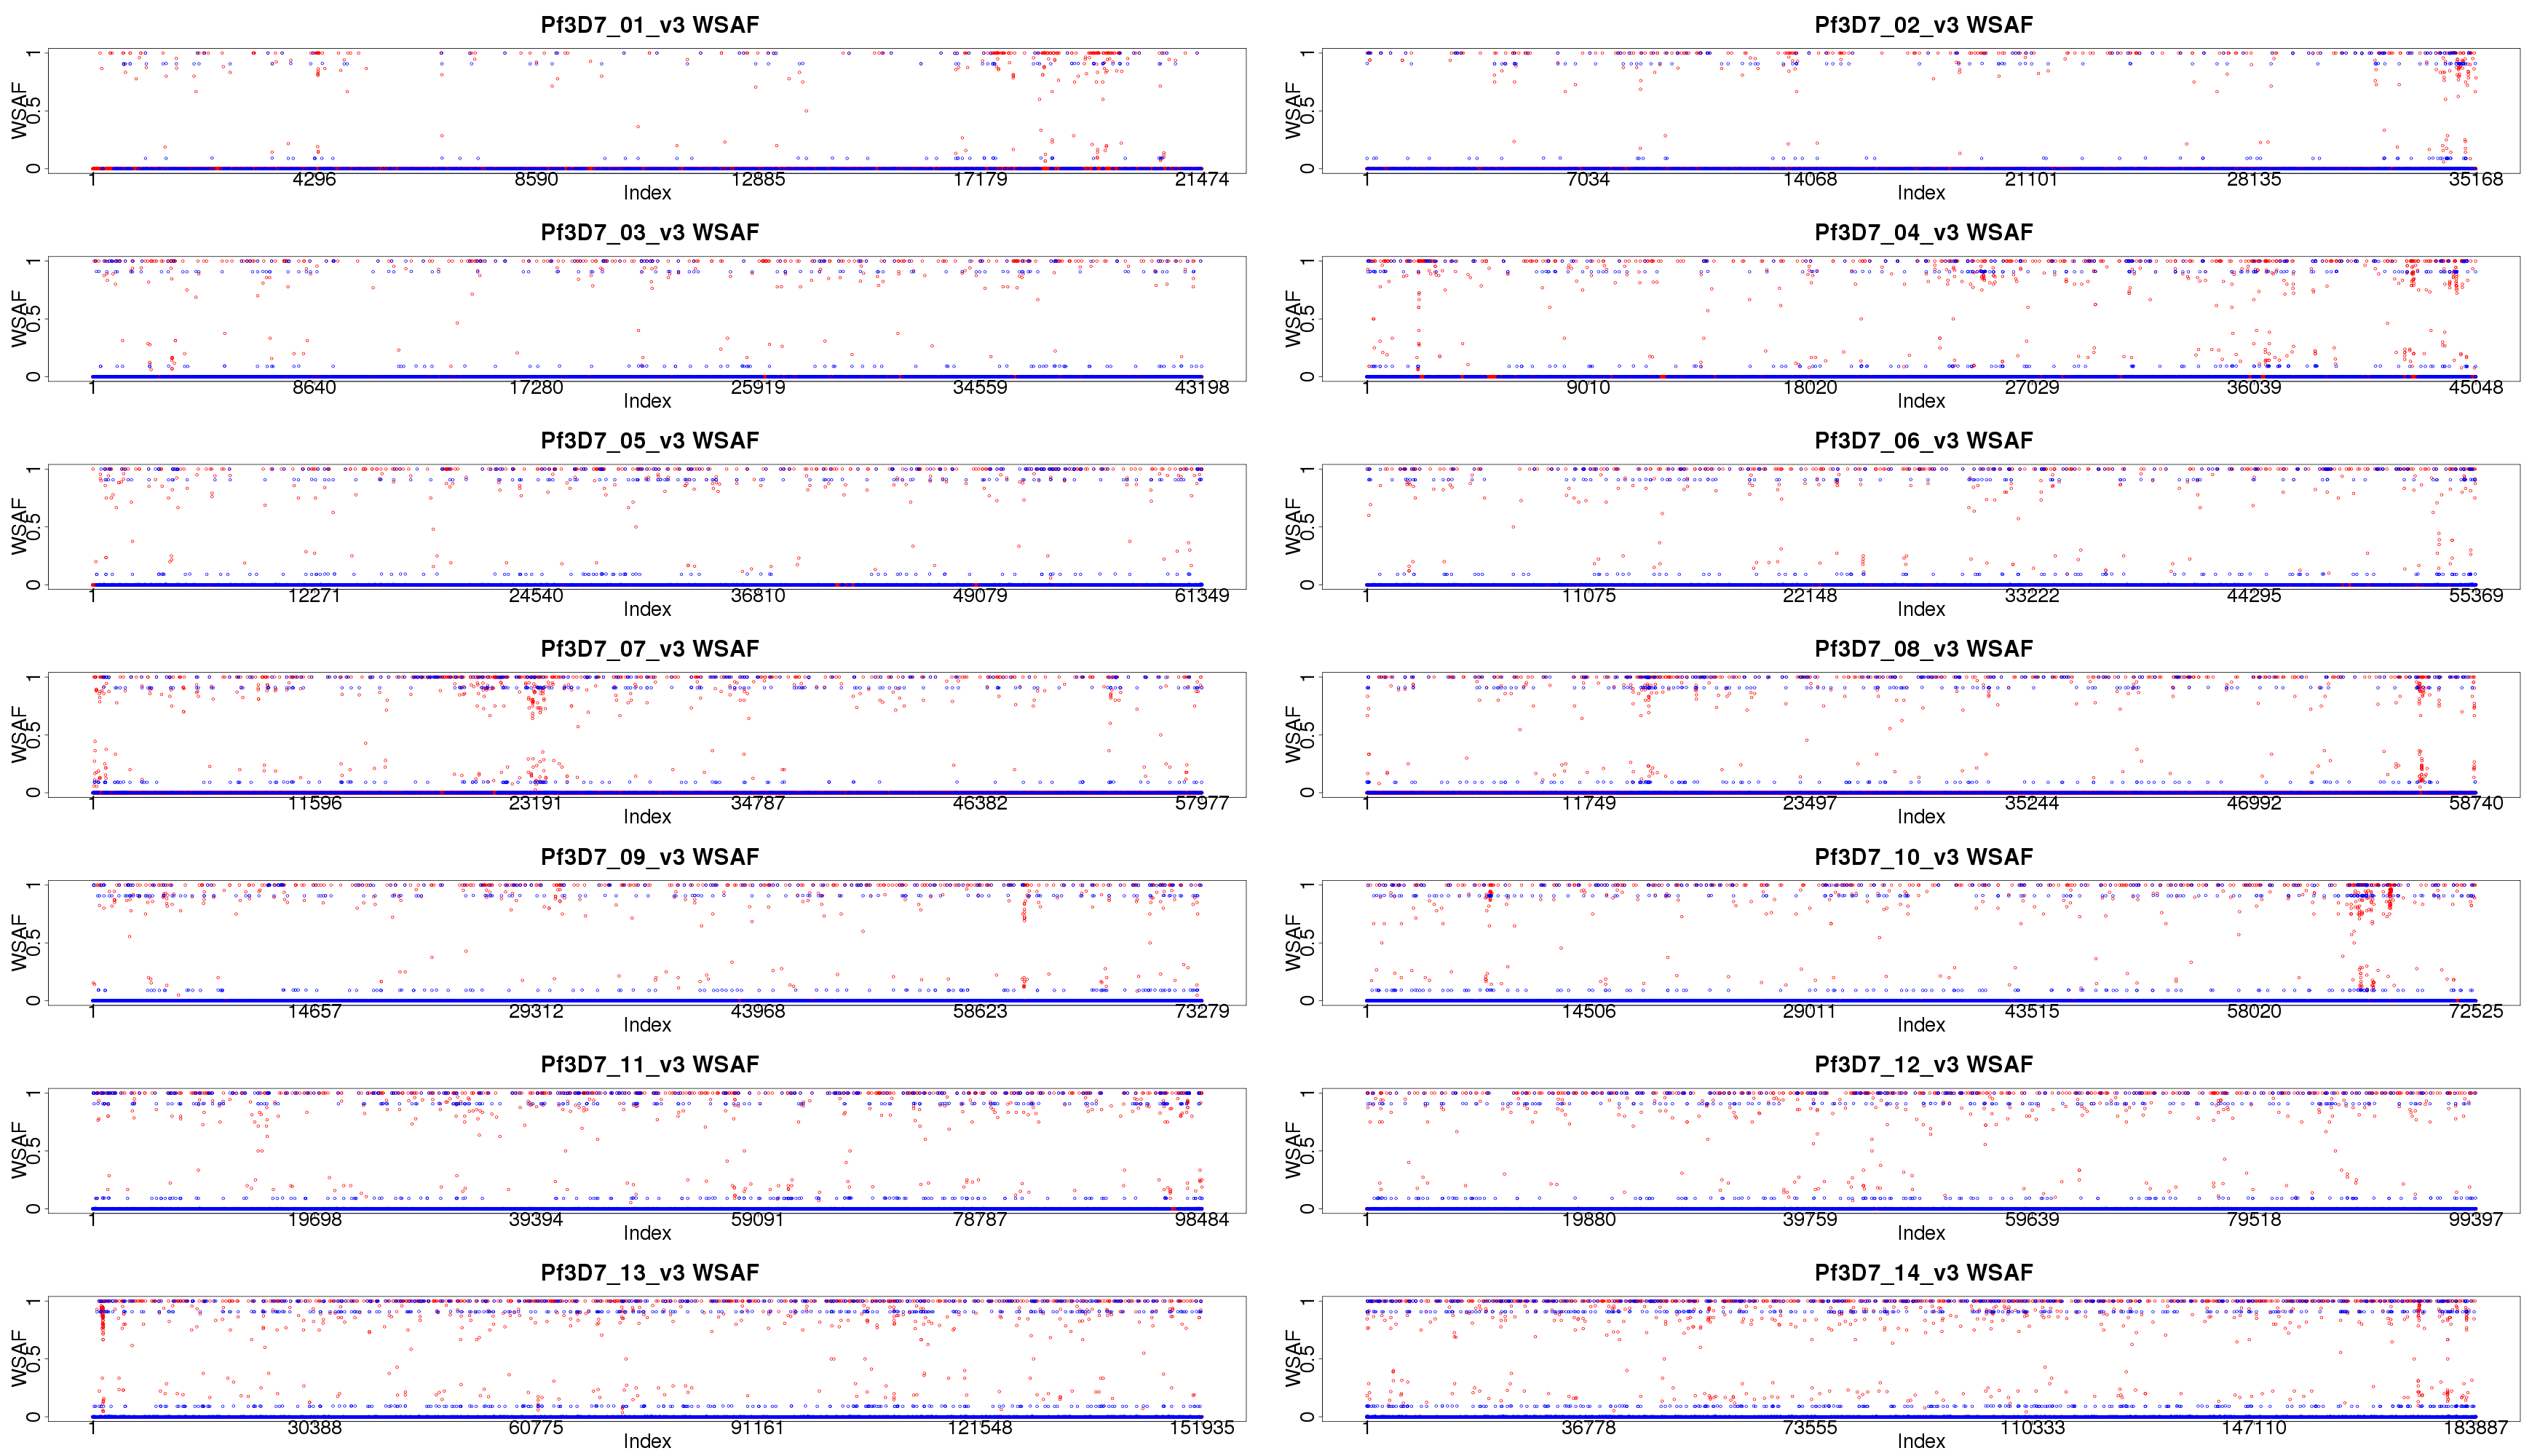 Pf3D7_01_v3 WSAF
WSAF
0 0.5 1
1 4296 8590 12885 17179 21474
Index
Pf3D7_02_v3 WSAF
WSAF
0 0.5 1
1 7034 14068 21101 28135 35168
Index
Pf3D7_03_v3 WSAF
WSAF
0 0.5 1
1 8640 17280 25919 34559 43198
Index
Pf3D7_04_v3 WSAF
WSAF
0 0.5 1
1 9010 18020 27029 36039 45048
Index
Pf3D7_05_v3 WSAF
WSAF
0 0.5 1
1 12271 24540 36810 49079 61349
Index
Pf3D7_06_v3 WSAF
WSAF
0 0.5 1
1 11075 22148 33222 44295 55369
Index
Pf3D7_07_v3 WSAF
WSAF
0 0.5 1
1 11596 23191 34787 46382 57977
Index
Pf3D7_08_v3 WSAF
WSAF
0 0.5 1
1 11749 23497 35244 46992 58740
Index
Pf3D7_09_v3 WSAF
WSAF
0 0.5 1
1 14657 29312 43968 58623 73279
Index
Pf3D7_10_v3 WSAF
WSAF
0 0.5 1
1 14506 29011 43515 58020 72525
Index
Pf3D7_11_v3 WSAF
WSAF
0 0.5 1
1 19698 39394 59091 78787 98484
Index
Pf3D7_12_v3 WSAF
WSAF
0 0.5 1
1 19880 39759 59639 79518 99397
Index
Pf3D7_13_v3 WSAF
WSAF
0 0.5 1
1 30388 60775 91161 121548 151935
Index
Pf3D7_14_v3 WSAF
WSAF
0 0.5 1
1 36778 73555 110333 147110 183887
Index